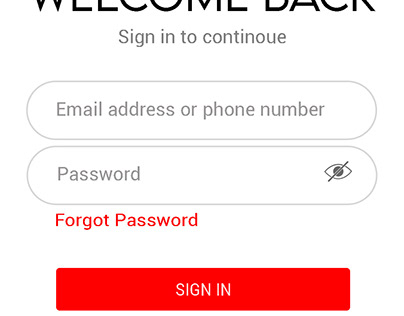 WELCOME BACK
Sign in to continoue
Email address or phone number
Password
Forgot Password
SIGN IN